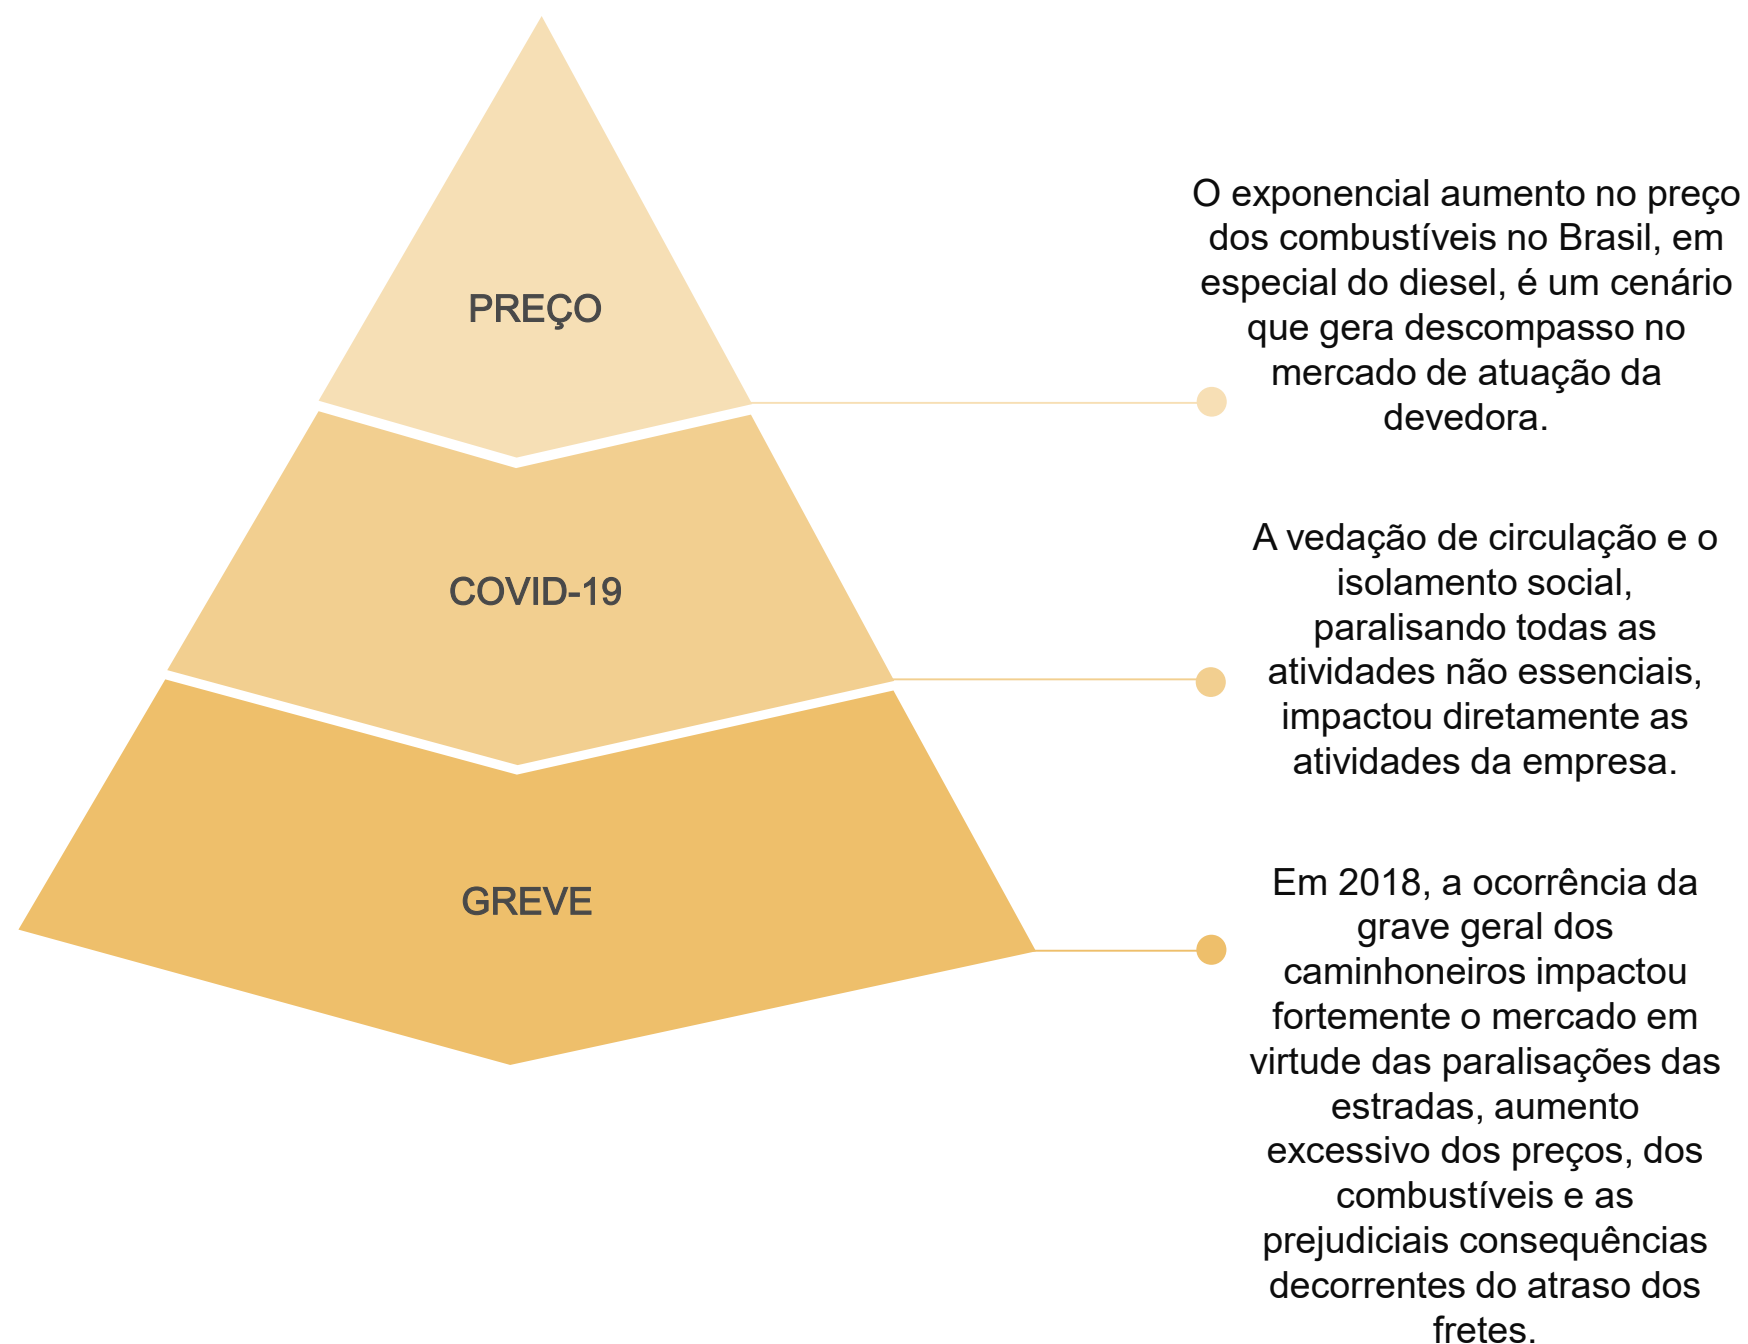 PREÇO
O exponencial aumento no preço
dos combustíveis no Brasil, em
especial do diesel, é um cenário
que gera descompasso no
mercado de atuação da
devedora.
COVID-19
A vedação de circulação e o
isolamento social,
paralisando todas as
atividades não essenciais,
impactou diretamente as
atividades da empresa.
GREVE
Em 2018, a ocorrência da
grave geral dos
caminhoneiros impactou
fortemente o mercado em
virtude das paralisações das
estradas, aumento
excessivo dos preços, dos
combustíveis e as
prejudiciais consequências
decorrentes do atraso dos
fretes.